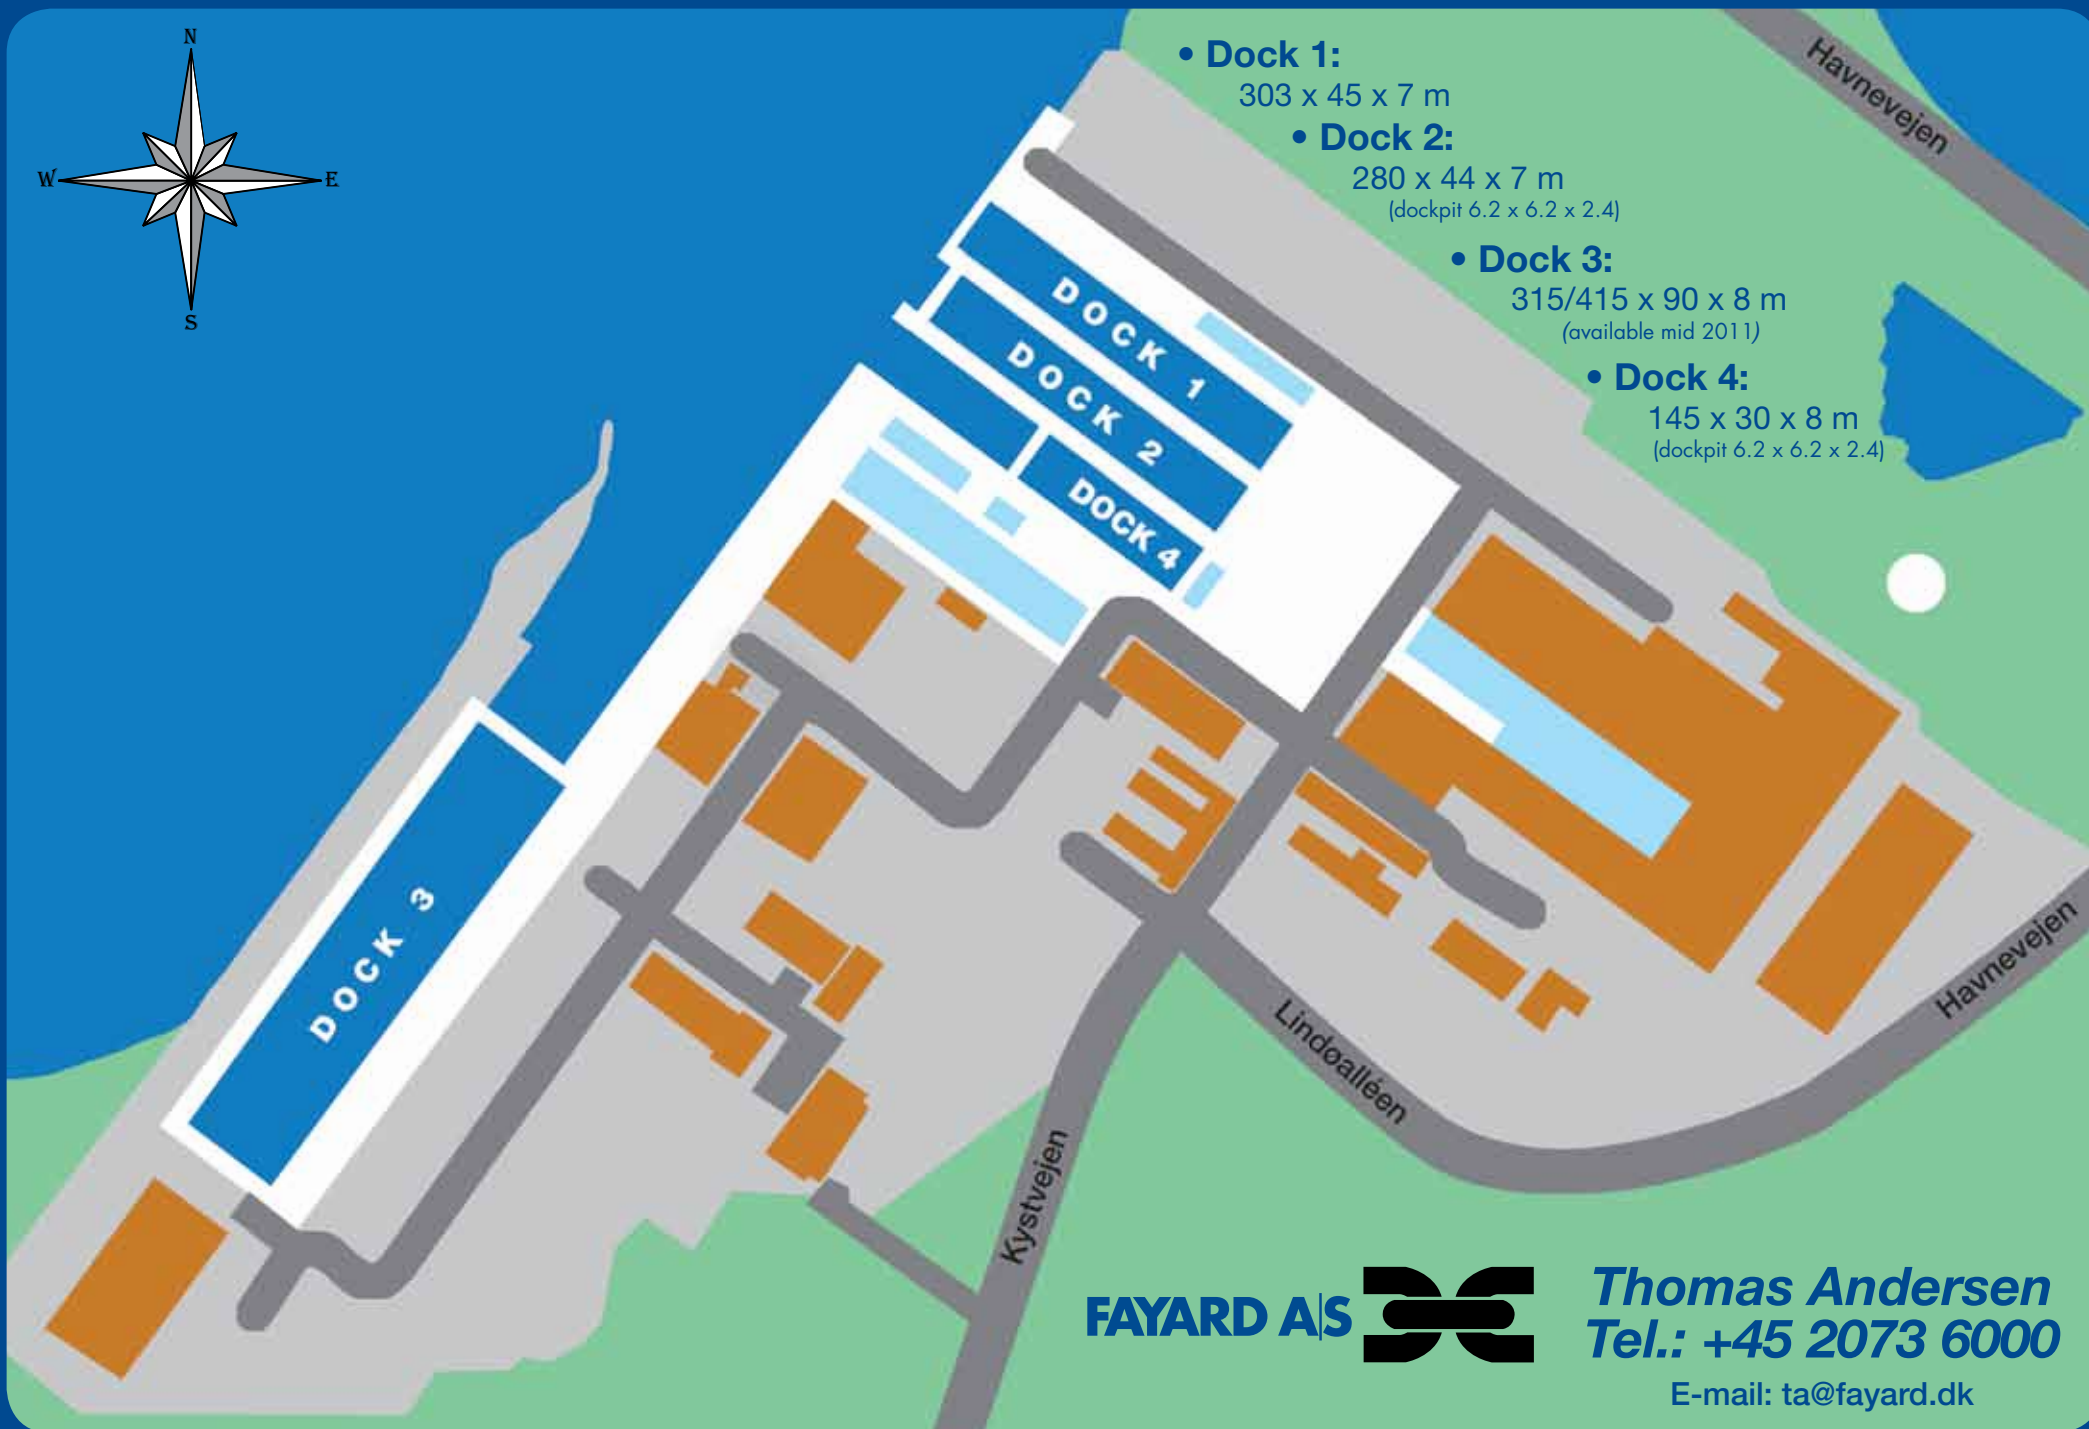 N
W E
S
• Dock 1:
303 x 45 x 7 m
• Dock 2:
280 x 44 x 7 m
(dockpit 6.2 x 6.2 x 2.4)
• Dock 3:
315/415 x 90 x 8 m
(available mid 2011)
• Dock 4:
145 x 30 x 8 m
(dockpit 6.2 x 6.2 x 2.4)
Havnevejen
DOCK 1
DOCK 2
DOCK 4
DOCK 3
Havnevejen
Lindøalléen
Kystvejen
FAYARD A|S
Thomas Andersen
Tel.: +45 2073 6000
E-mail: ta@fayard.dk